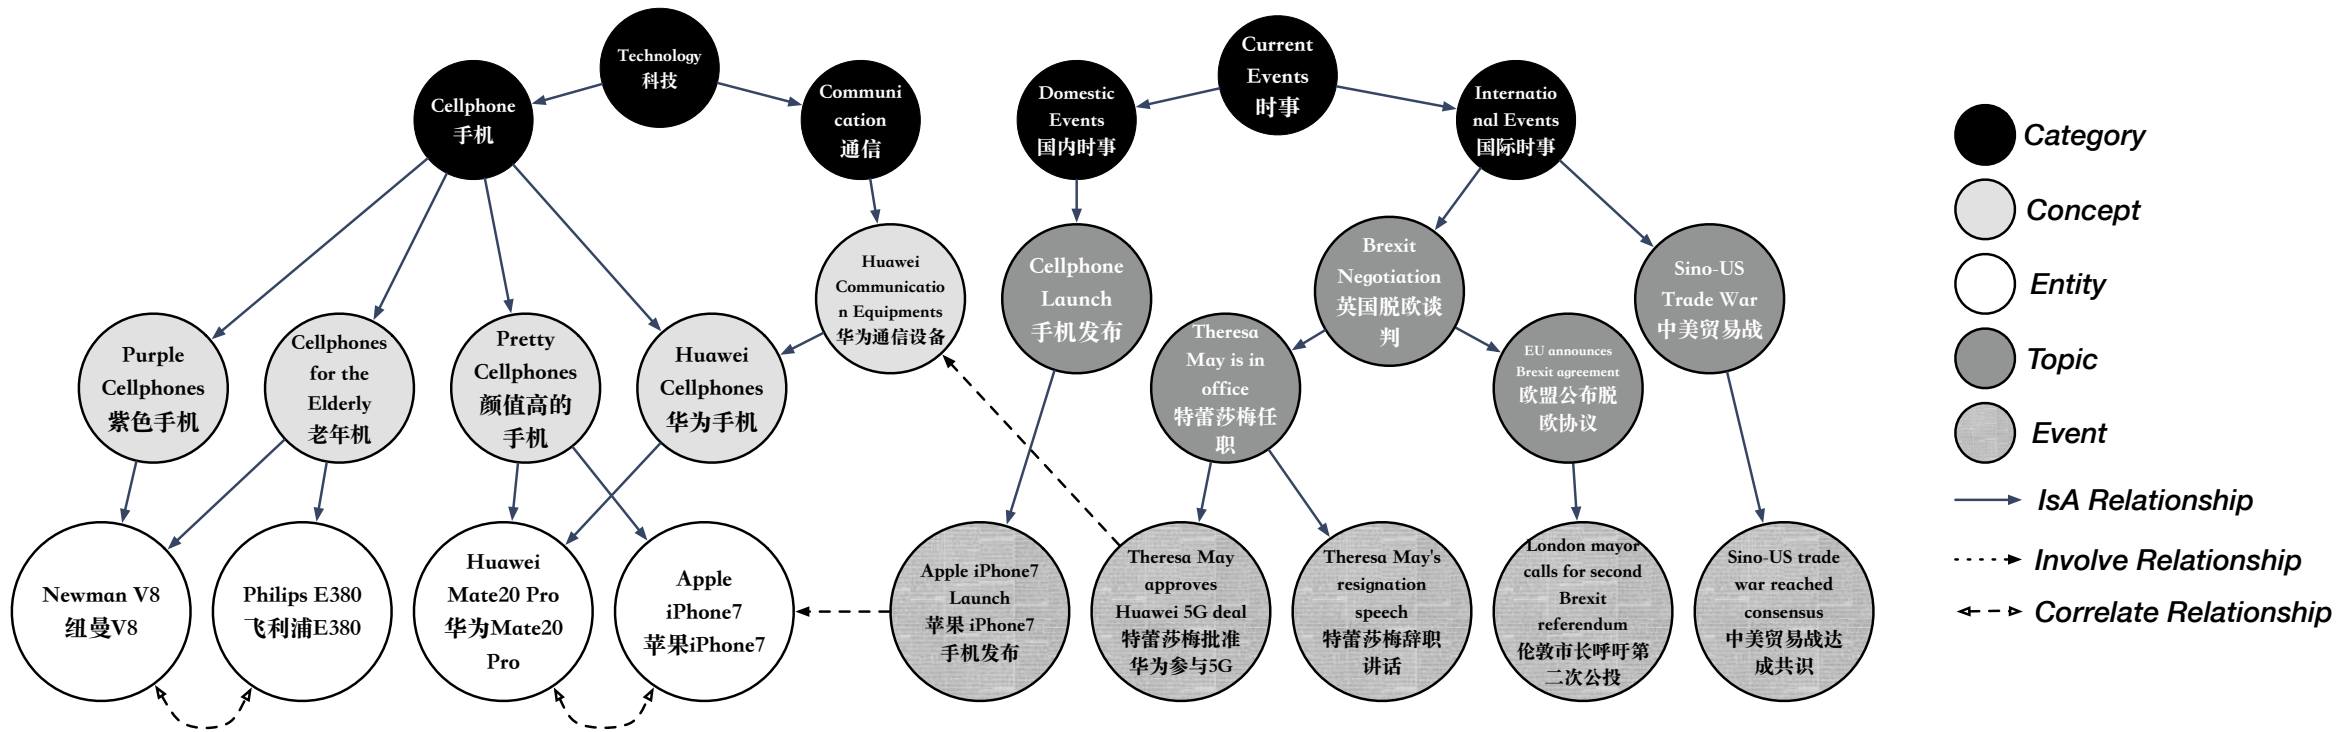 Technology
科技
Cellphone
手机
Communi
cation
通信
Current
Events
时事
Domestic
Events
国内时事
Internatio
nal Events
国际时事
Huawei
Communicatio
n Equipments
华为通信设备
Cellphone
Launch
手机发布
Brexit
Negotiation
英国脱欧谈
判
Sino-US
Trade War
中美贸易战
Purple
Cellphones
紫色手机
Cellphones
for the
Elderly
老年机
Pretty
Cellphones
颜值高的
手机
Huawei
Cellphones
华为手机
Theresa
May is in
office
特蕾莎梅任
职
EU announces
Brexit agreement
欧盟公布脱
欧协议
Newman V8
纽曼V8
Philips E380
飞利浦E380
Huawei
Mate20 Pro
华为Mate20
Pro
Apple
iPhone7
苹果iPhone7
Apple iPhone7
Launch
苹果 iPhone7
手机发布
Theresa May
approves
Huawei 5G deal
特蕾莎梅批准
华为参与5G
Theresa May's
resignation
speech
特蕾莎梅辞职
讲话
London mayor
calls for second
Brexit
referendum
伦敦市长呼吁第
二次公投
Sino-US trade
war reached
consensus
中美贸易战达
成共识
Category
Concept
Entity
Topic
Event
IsA Relationship
Involve Relationship
Correlate Relationship